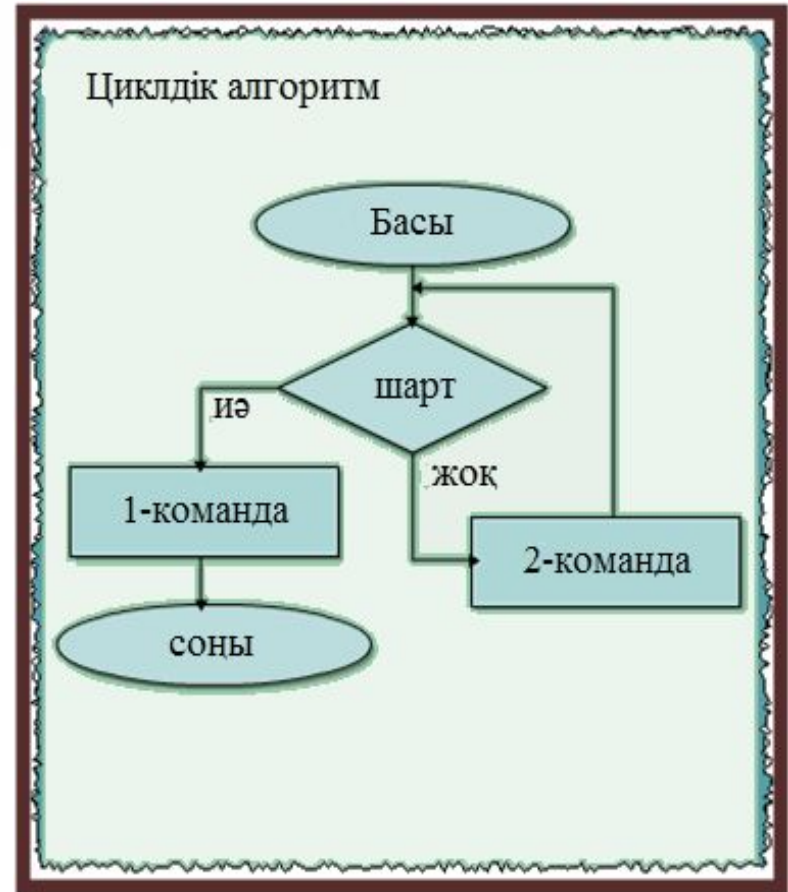 Циклдік алгоритм
Басы
шарт
иә
жоқ
1-команда
2-команда
соңы